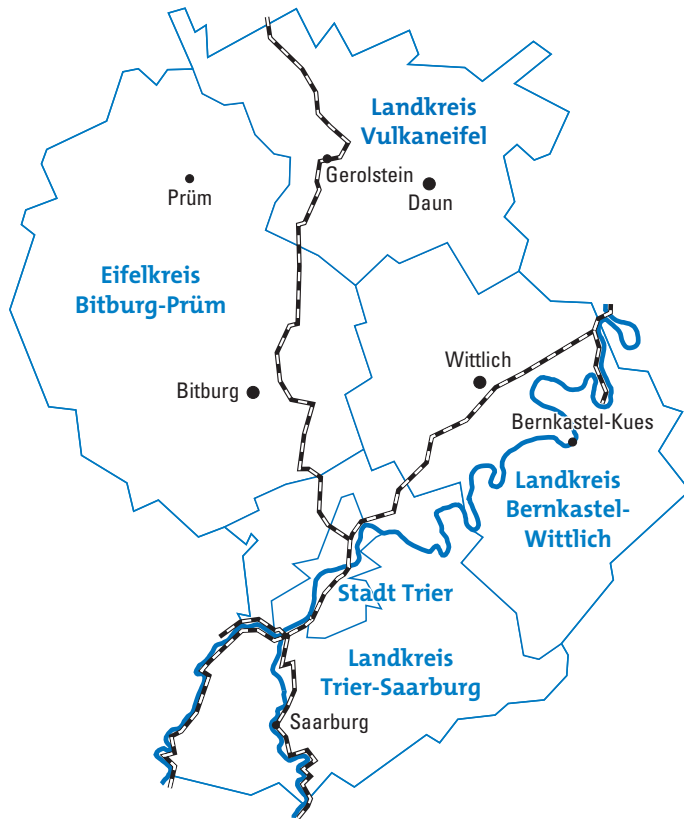 Landkreis
Vulkaneifel
Gerolstein
Prüm
Daun
Eifelkreis
Bitburg-Prüm
Wittlich
Bitburg
Bernkastel-Kues
Landkreis
Bernkastel-
Wittlich
Stadt Trier
Landkreis
Trier-Saarburg
Saarburg